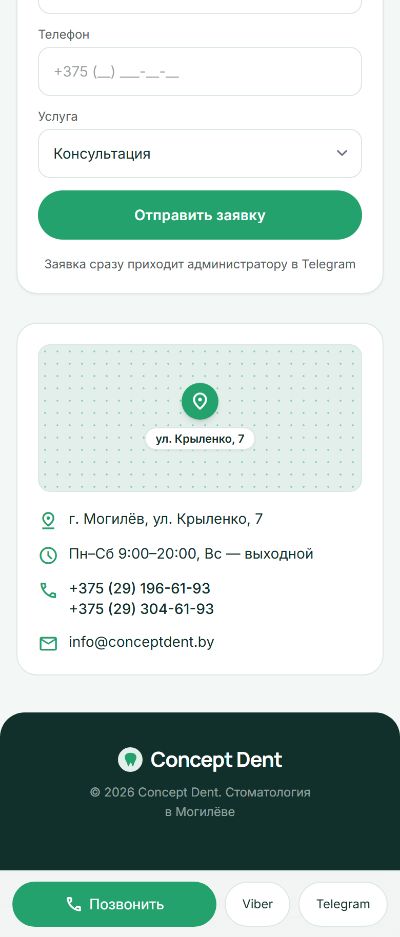 Телефон
+375 (__) ___-__-__
Услуга
Консультация
Отправить заявку
Заявка сразу приходит администратору в Telegram
ул. Крыленко, 7
г. Могилёв, ул. Крыленко, 7
Пн–Сб 9:00–20:00, Вс — выходной
+375 (29) 196-61-93
+375 (29) 304-61-93
info@conceptdent.by
Concept Dent
© 2026 Concept Dent. Стоматология
в Могилёве
Позвонить
Viber
Telegram